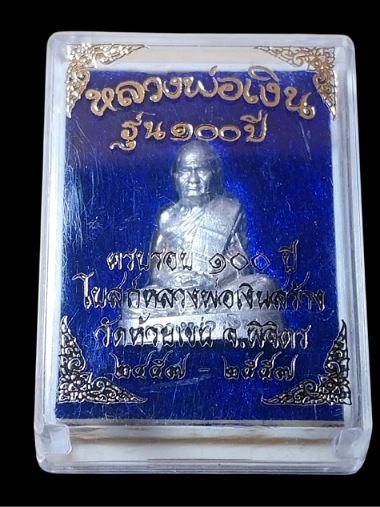 หลวงพ่อเงิน
รุ่น ๑๐๐ ปี
ครบรอบ ๑๐๐ ปี
โบสถ์หลวงพ่อเงินสร้าง
วัดห้วยเขน จ.พิจิตร
๒๔๕๗ - ๒๕๕๗